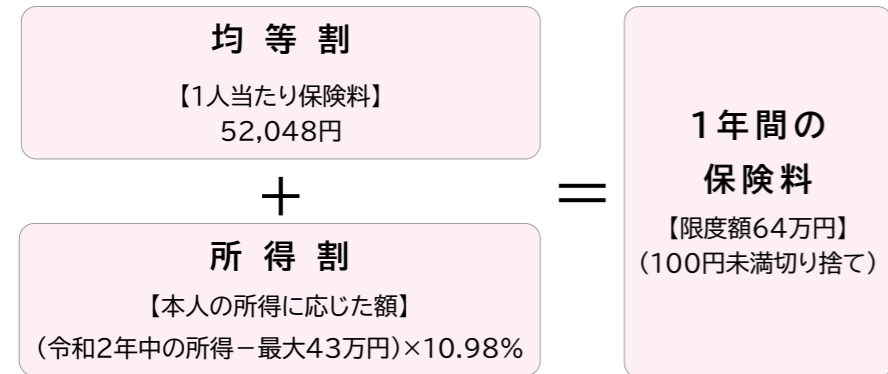 均等割
【1人当たり保険料】
52,048円
＋
所得割
【本人の所得に応じた額】
（令和2年中の所得－最大43万円）×10.98%
＝
1年間の
保険料
【限度額64万円】
（100円未満切り捨て）